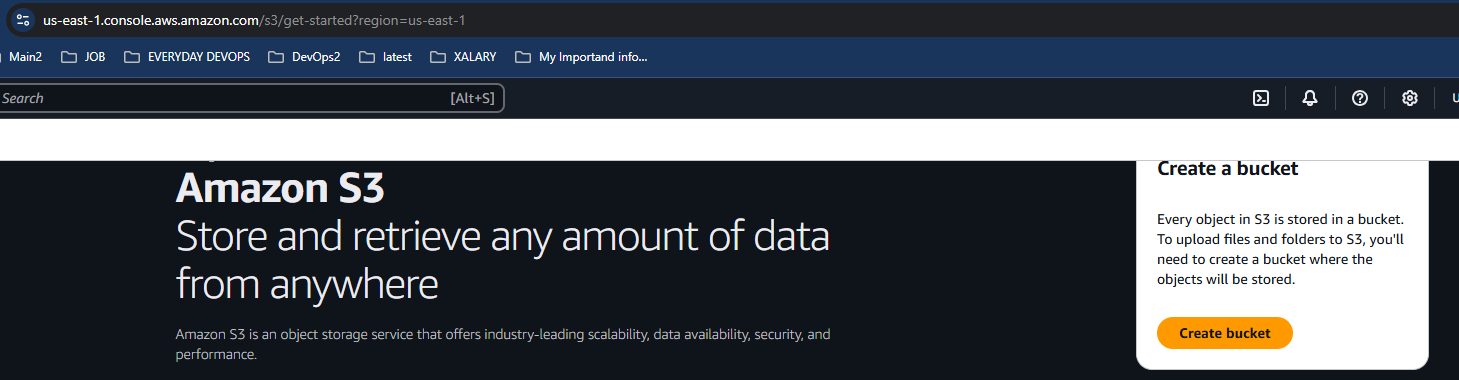 us-east-1.console.aws.amazon.com/s3/get-started?region=us-east-1
Main2 JOB EVERYDAY DEVOPS DevOps2 latest XALARY My Importand info...
Search [Alt+S]
Amazon S3
Store and retrieve any amount of data
from anywhere
Amazon S3 is an object storage service that offers industry-leading scalability, data availability, security, and
performance.
Create a bucket
Every object in S3 is stored in a bucket.
To upload files and folders to S3, you'll
need to create a bucket where the
objects will be stored.
Create bucket